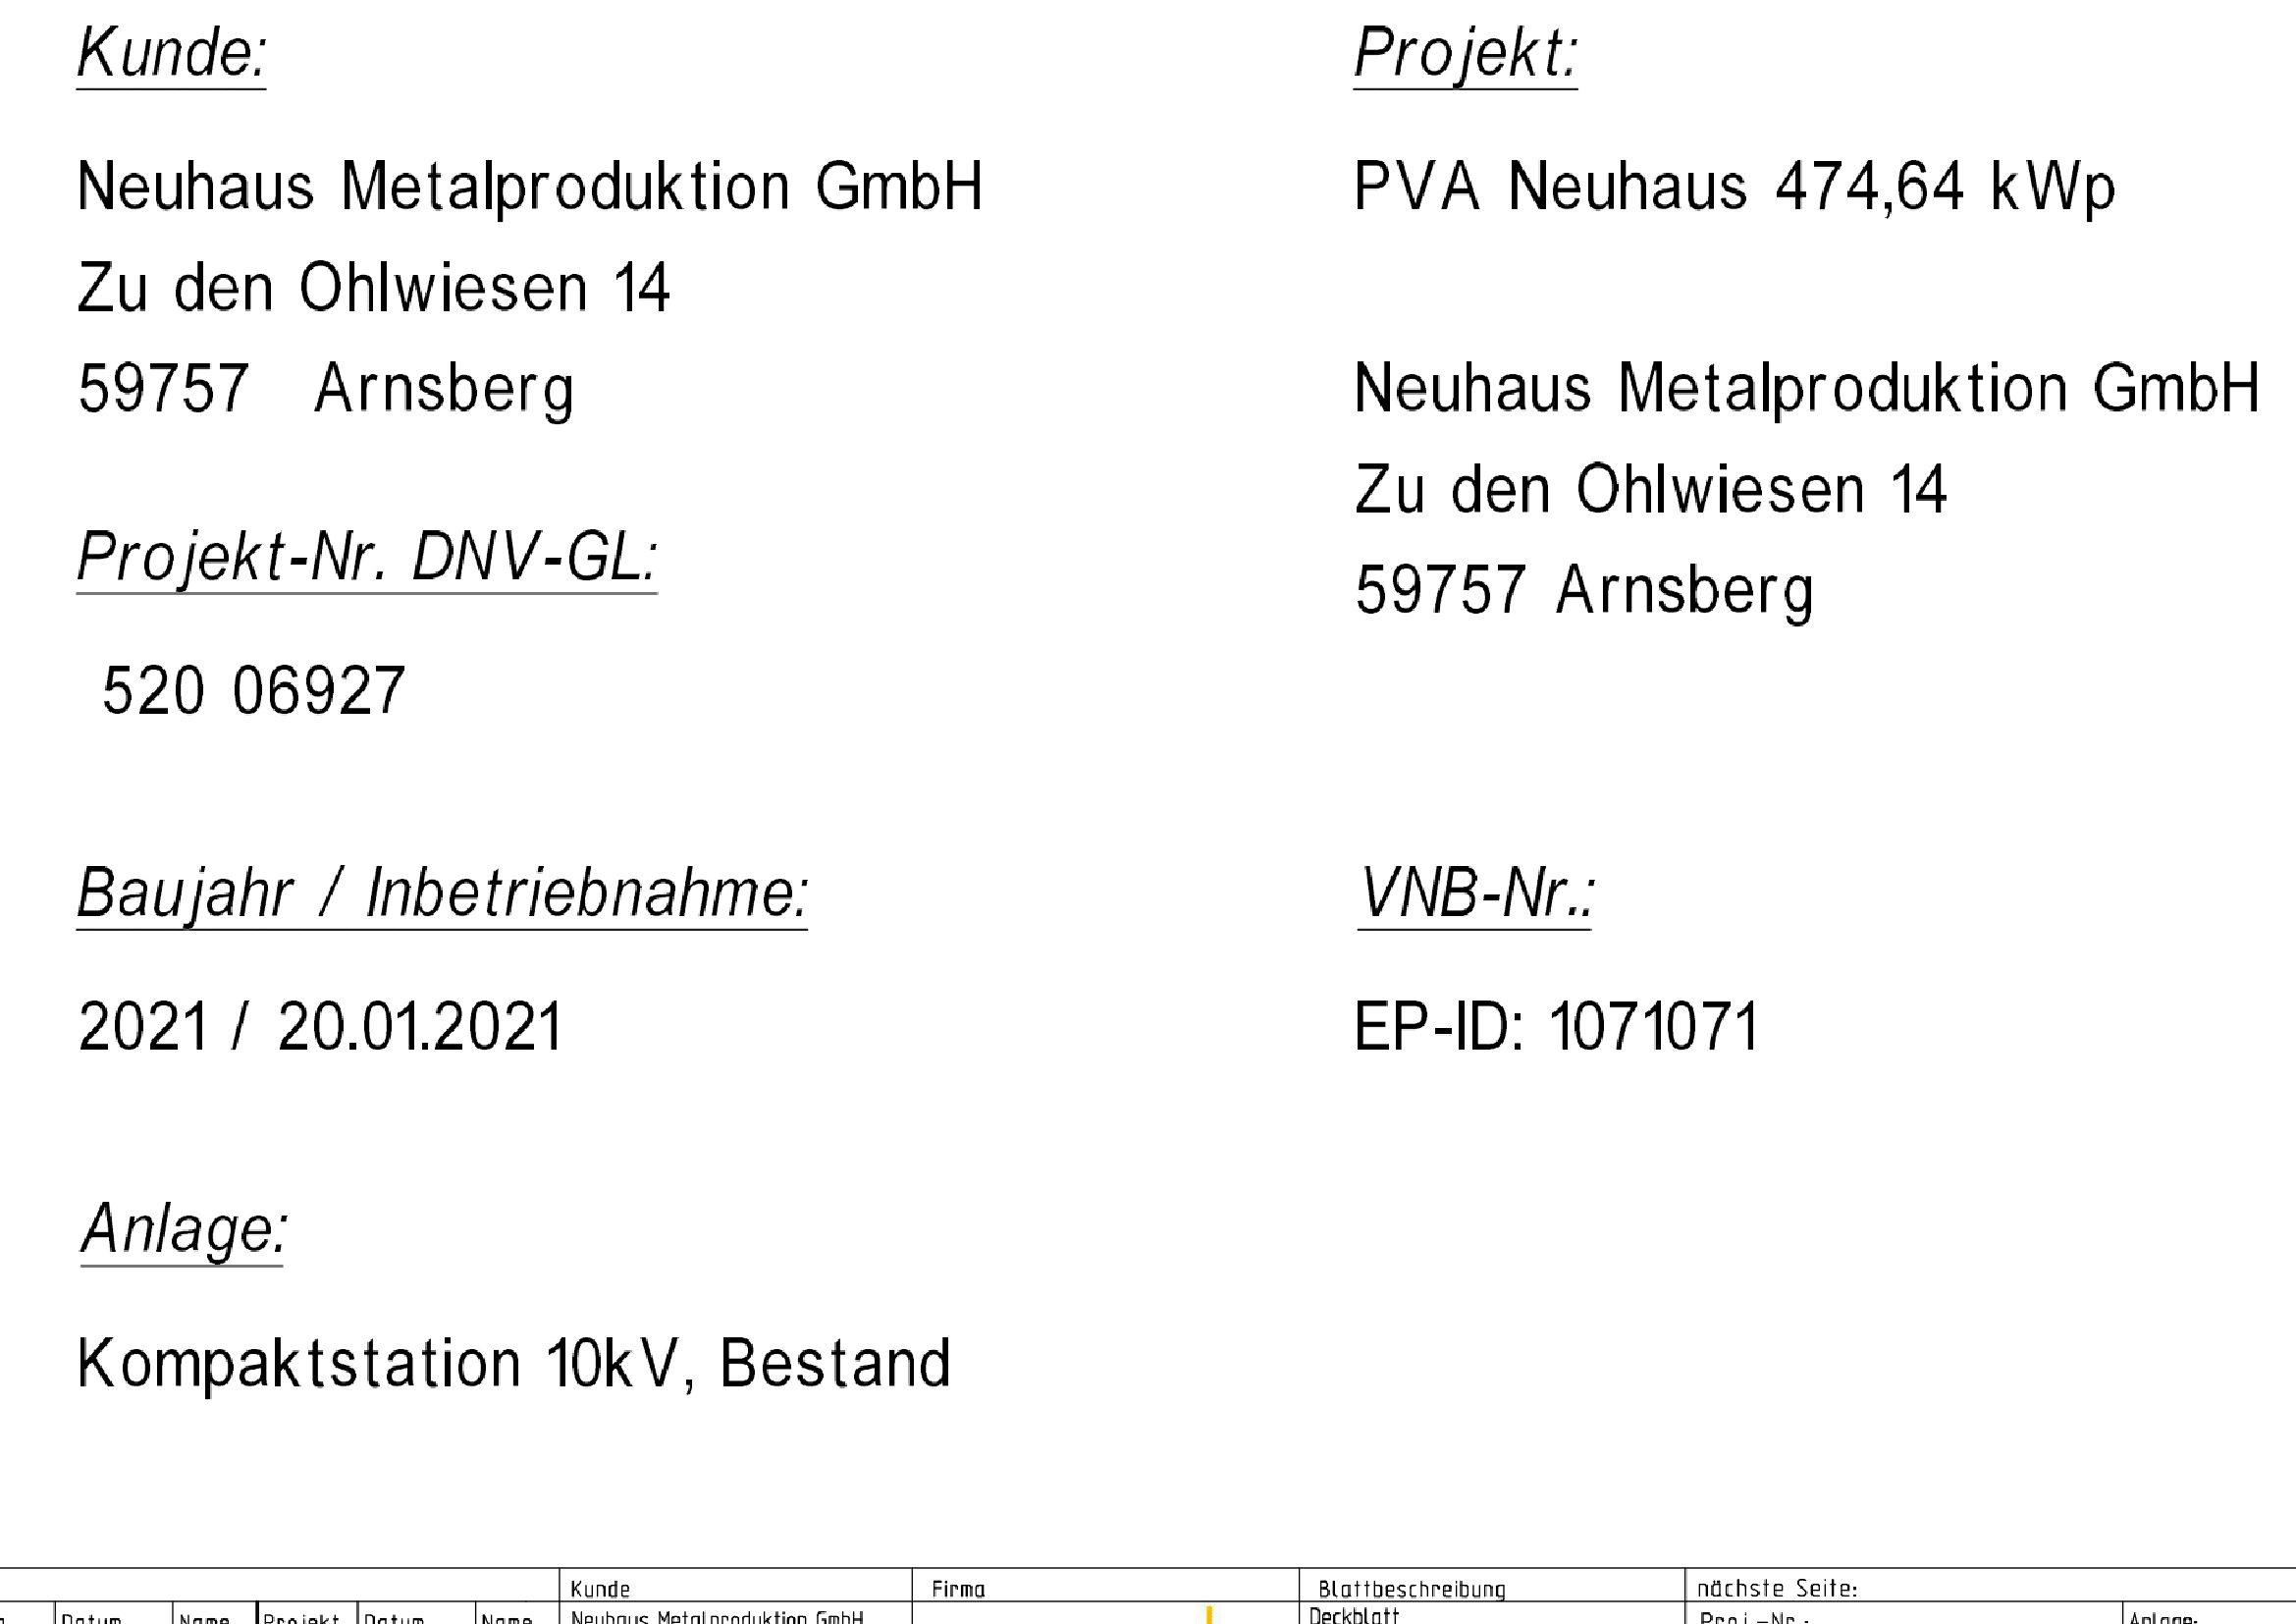 Kunde:
Neuhaus Metalproduktion GmbH
Zu den Ohlwiesen 14
59757 Arnsberg
Projekt-Nr. DNV-GL:
520 06927
Baujahr / Inbetriebnahme:
2021 / 20.01.2021
Anlage:
Kompaktstation 10kV, Bestand
Projekt:
PVA Neuhaus 474,64 kWp
Neuhaus Metalproduktion GmbH
Zu den Ohlwiesen 14
59757 Arnsberg
VNB-Nr.:
EP-ID: 1071071
Kunde Firma Blattbeschreibung nächste Seite:
Datum Name Projekt Datum Name Neuhaus Metalproduktion GmbH Deckblatt Proj.-Nr.: Anlage: